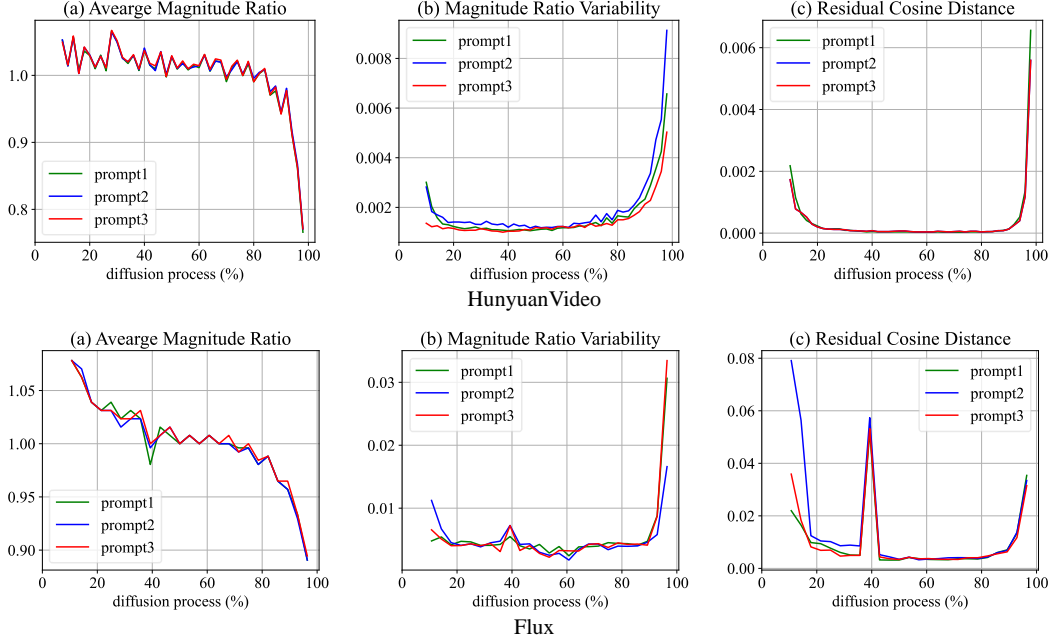 (a) Avearge Magnitude Ratio
1.0
0.9
0.8
prompt1
prompt2
prompt3
0 20 40 60 80 100
diffusion process (%)
(b) Magnitude Ratio Variability
0.008
0.006
0.004
0.002
prompt1
prompt2
prompt3
0 20 40 60 80 100
diffusion process (%)
(c) Residual Cosine Distance
0.006
0.004
0.002
0.000
prompt1
prompt2
prompt3
0 20 40 60 80 100
diffusion process (%)
HunyuanVideo
(a) Avearge Magnitude Ratio
1.05
1.00
0.95
0.90
prompt1
prompt2
prompt3
0 20 40 60 80 100
diffusion process (%)
(b) Magnitude Ratio Variability
0.03
0.02
0.01
prompt1
prompt2
prompt3
0 20 40 60 80 100
diffusion process (%)
(c) Residual Cosine Distance
0.08
0.06
0.04
0.02
0.00
prompt1
prompt2
prompt3
0 20 40 60 80 100
diffusion process (%)
Flux